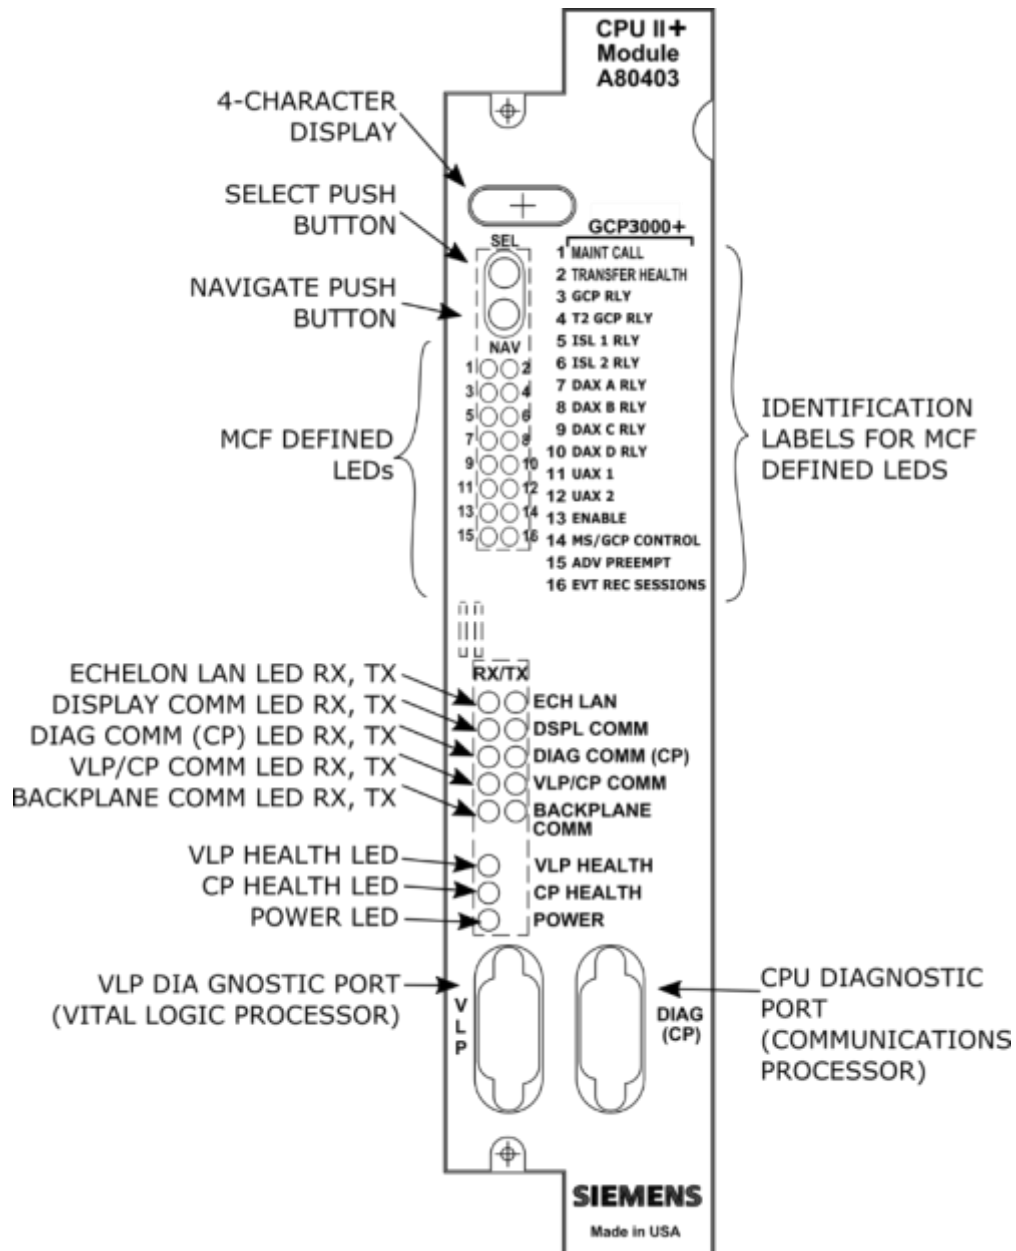 CPU II+
Module
A80403
4-CHARACTER
DISPLAY
SELECT PUSH
BUTTON
NAVIGATE PUSH
BUTTON
MCF DEFINED
LEDs
SEL
NAV
1 2
3 4
5 6
7 8
9 10
11 12
13 14
15 16
GCP3000+
1 MAINT CALL
2 TRANSFER HEALTH
3 GCP RLY
4 T2 GCP RLY
5 ISL 1 RLY
6 ISL 2 RLY
7 DAX A RLY
8 DAX B RLY
9 DAX C RLY
10 DAX D RLY
11 UAX 1
12 UAX 2
13 ENABLE
14 MS/GCP CONTROL
15 ADV PREEMPT
16 EVT REC SESSIONS
IDENTIFICATION
LABELS FOR MCF
DEFINED LEDS
ECHELON LAN LED RX, TX
DISPLAY COMM LED RX, TX
DIAG COMM (CP) LED RX, TX
VLP/CP COMM LED RX, TX
BACKPLANE COMM LED RX, TX
VLP HEALTH LED
CP HEALTH LED
POWER LED
RX/TX
ECH LAN
DSPL COMM
DIAG COMM (CP)
VLP/CP COMM
BACKPLANE
COMM
VLP HEALTH
CP HEALTH
POWER
VLP DIA GNOSTIC PORT
(VITAL LOGIC PROCESSOR)
V
L
P
DIAG
(CP)
CPU DIAGNOSTIC
PORT
(COMMUNICATIONS
PROCESSOR)
SIEMENS
Made in USA